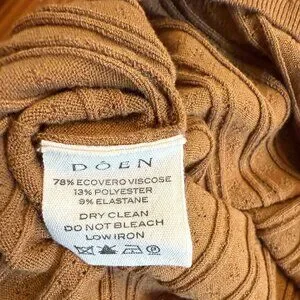 DÔEN
78% ECOVERO VISCOSE
13% POLYESTER
9% ELASTANE
DRY CLEAN
DO NOT BLEACH
LOW IRON